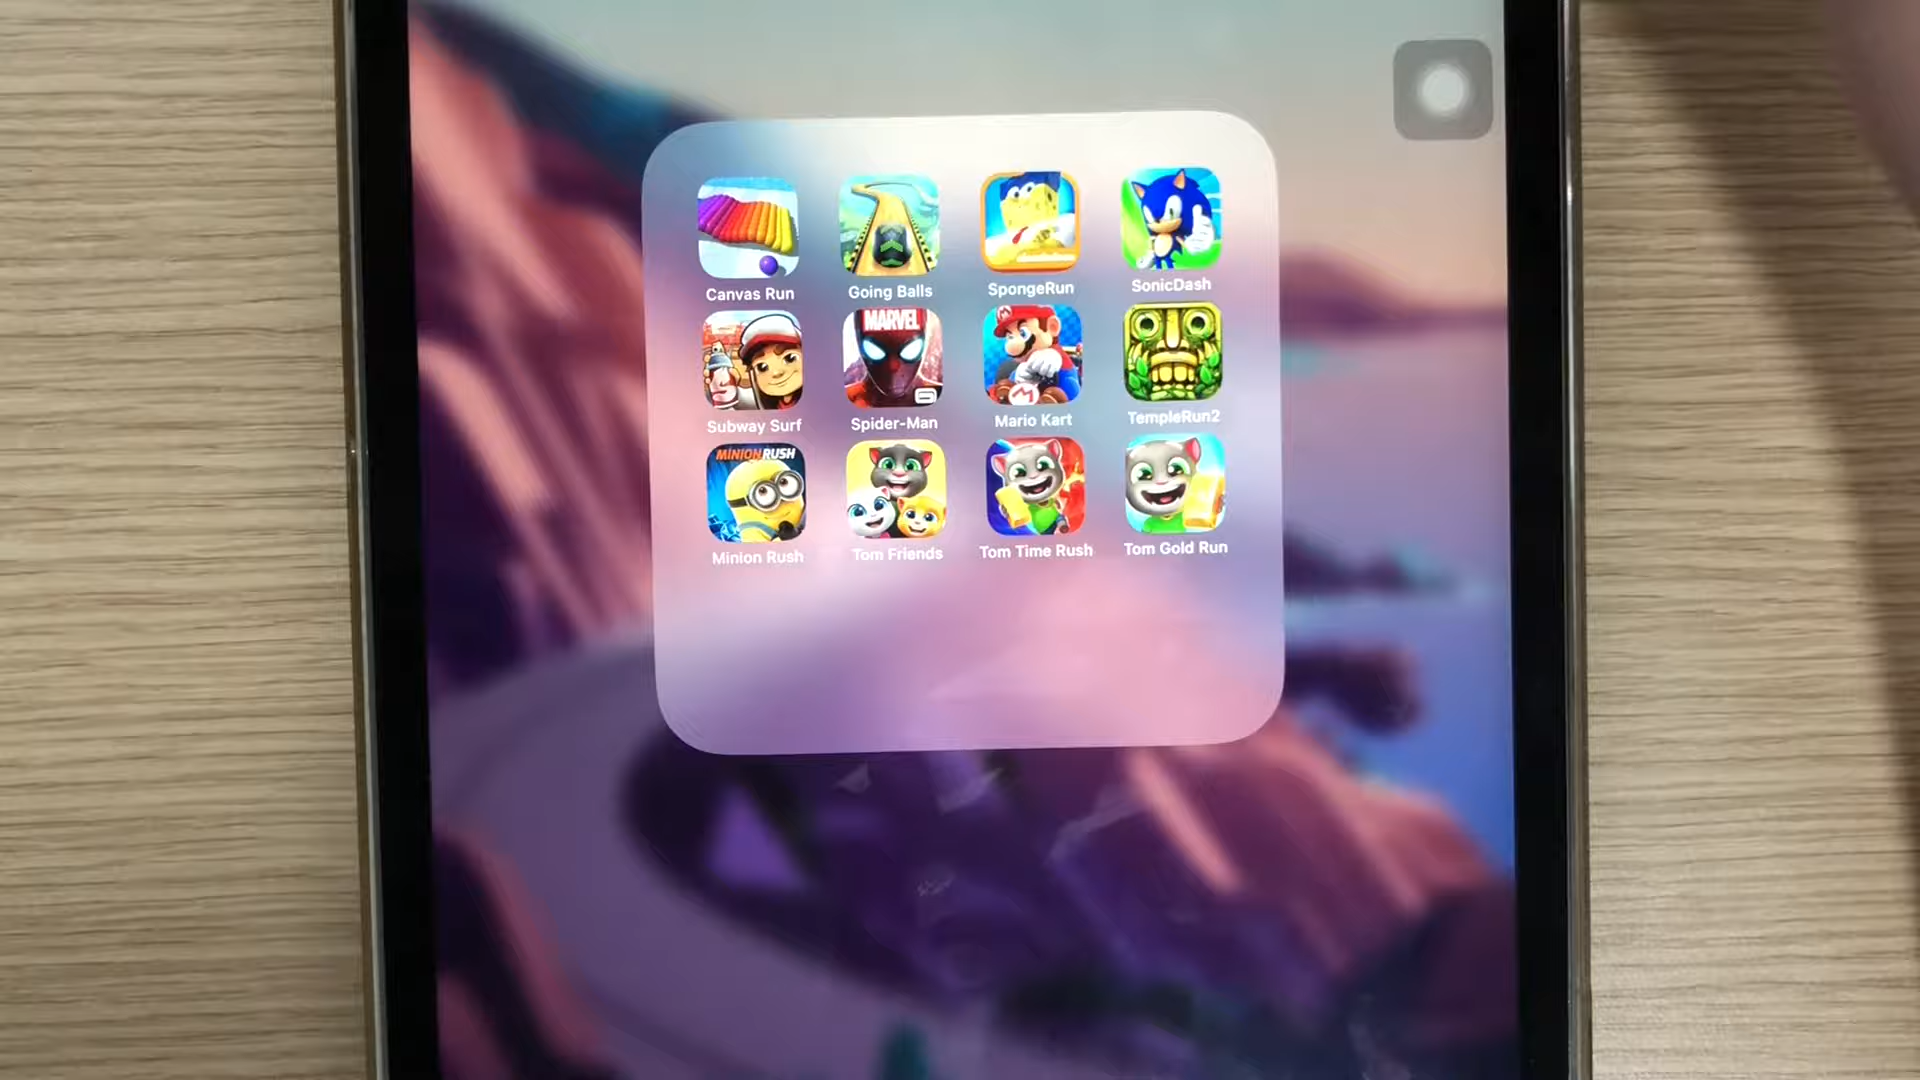 Canvas Run
Going Balls
SpongeRun
SonicDash
MARVEL
Subway Surf
Spider-Man
Mario Kart
TempleRun2
MINION RUSH
Minion Rush
Tom Friends
Tom Time Rush
Tom Gold Run